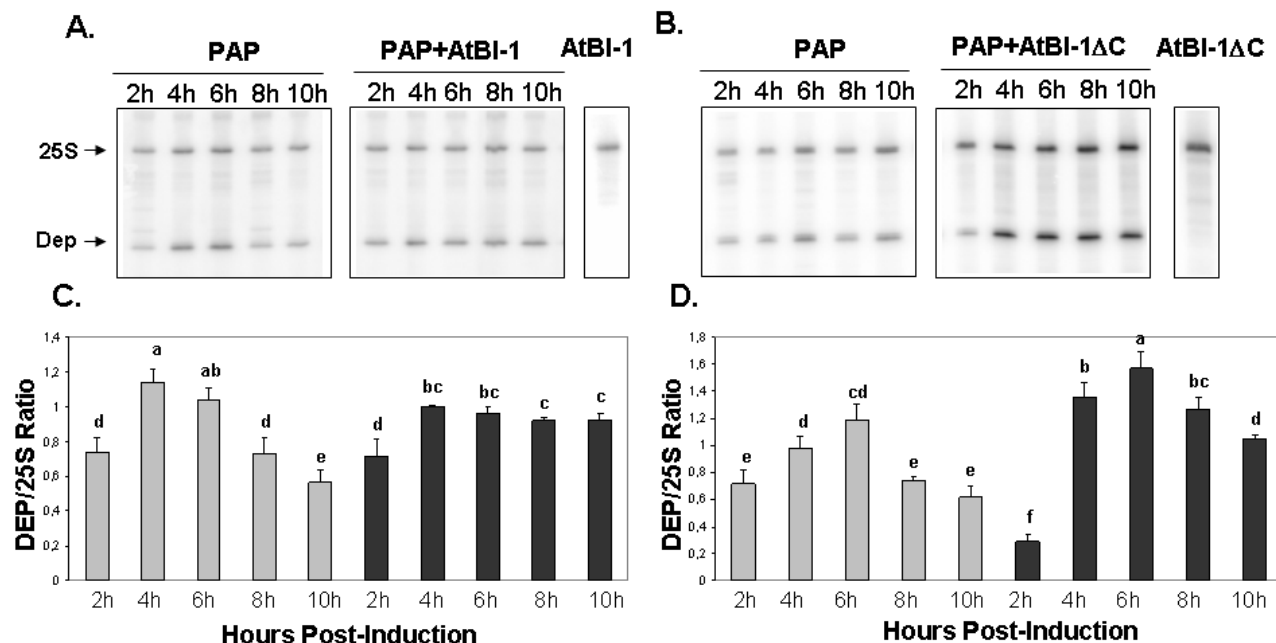 A.
PAP
PAP+AtBI-1
AtBI-1
2h 4h 6h 8h 10h
2h 4h 6h 8h 10h
25S
Dep
B.
PAP
PAP+AtBI-1ΔC
AtBI-1ΔC
2h 4h 6h 8h 10h
2h 4h 6h 8h 10h
C.
DEP/25S Ratio
1,4
1,2
1
0,8
0,6
0,4
0,2
0
d a ab d e d bc bc c c
2h 4h 6h 8h 10h 2h 4h 6h 8h 10h
Hours Post-Induction
D.
DEP/25S Ratio
1,8
1,6
1,4
1,2
1
0,8
0,6
0,4
0,2
0
e d cd e e f b a bc d
2h 4h 6h 8h 10h 2h 4h 6h 8h 10h
Hours Post-Induction